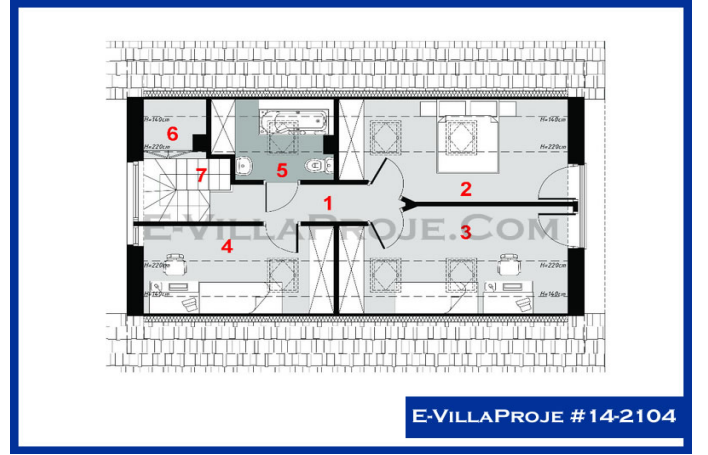 H=140cm
6
H=140cm
H=220cm
5
H=220cm
7
2
1
E-VillaProje.Com
4
3
H=220cm
H=220cm
H=140cm
H=140cm
E-VillaProje #14-2104